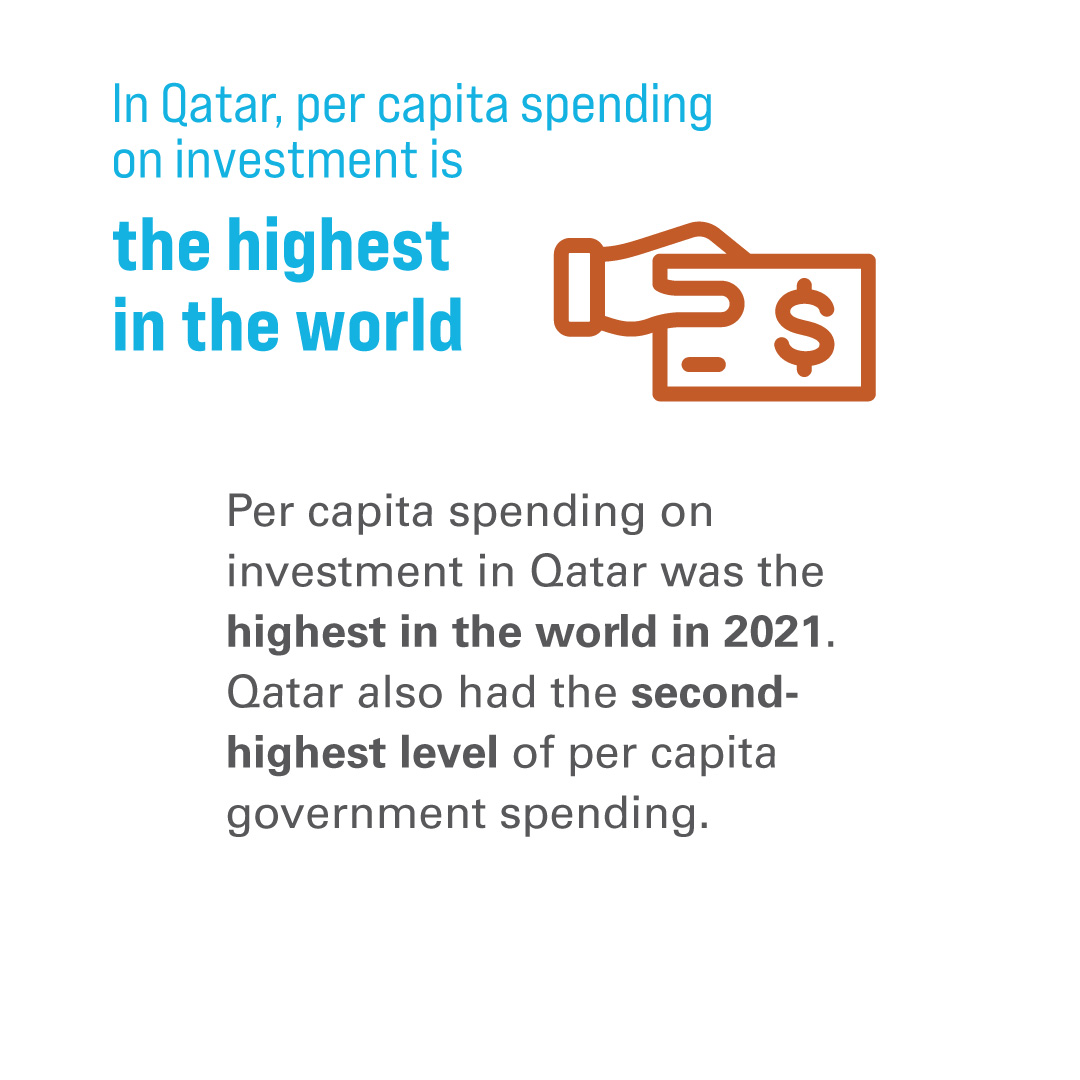 In Qatar, per capita spending
on investment is
the highest
in the world
$
Per capita spending on
investment in Qatar was the
highest in the world in 2021.
Qatar also had the second-
highest level of per capita
government spending.